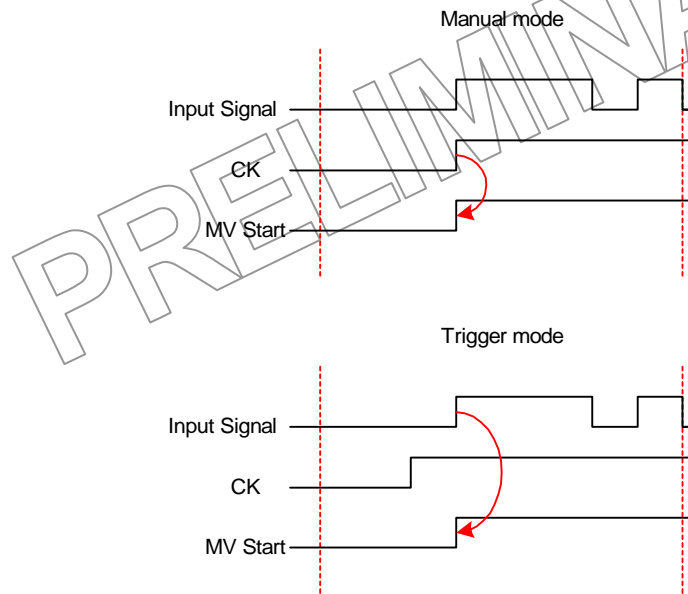 Manual mode
Input Signal
CK
MV Start
Trigger mode
Input Signal
CK
MV Start
PRELIMINA